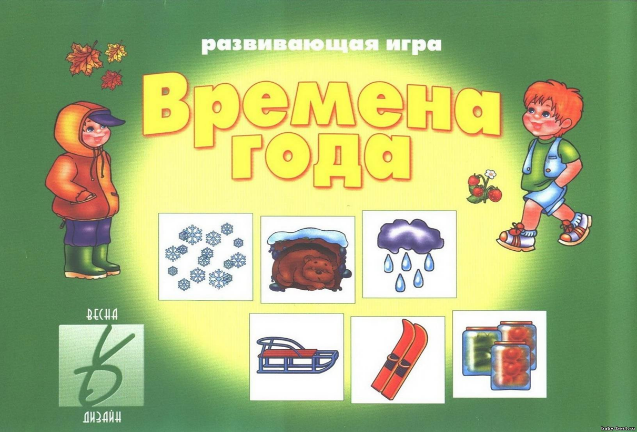 развивающая игра
Времена
года
ВЕСНА
ДИЗАЙН